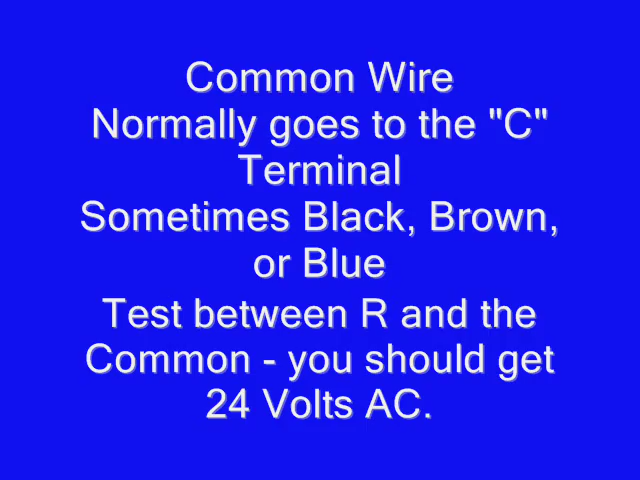 Common Wire
Normally goes to the "C"
Terminal
Sometimes Black, Brown,
or Blue
Test between R and the
Common - you should get
24 Volts AC.